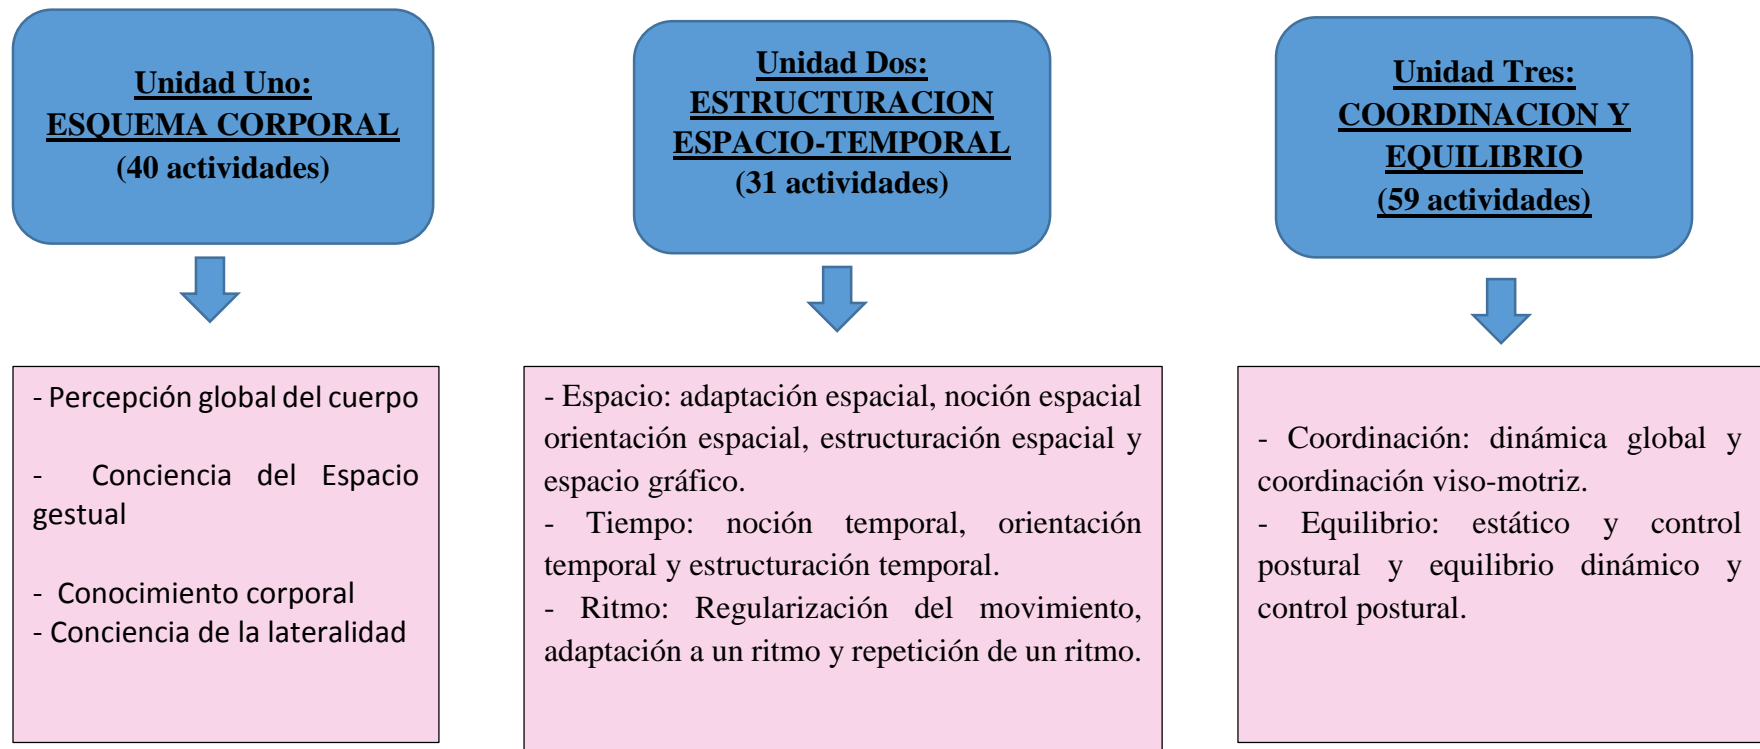 Unidad Uno:
ESQUEMA CORPORAL
(40 actividades)
- Percepción global del cuerpo
- Conciencia del Espacio
gestual
- Conocimiento corporal
- Conciencia de la lateralidad
Unidad Dos:
ESTRUCTURACION
ESPACIO-TEMPORAL
(31 actividades)
- Espacio: adaptación espacial, noción espacial
orientación espacial, estructuración espacial y
espacio gráfico.
- Tiempo: noción temporal, orientación
temporal y estructuración temporal.
- Ritmo: Regularización del movimiento,
adaptación a un ritmo y repetición de un ritmo.
Unidad Tres:
COORDINACION Y
EQUILIBRIO
(59 actividades)
- Coordinación: dinámica global y
coordinación viso-motriz.
- Equilibrio: estático y control
postural y equilibrio dinámico y
control postural.